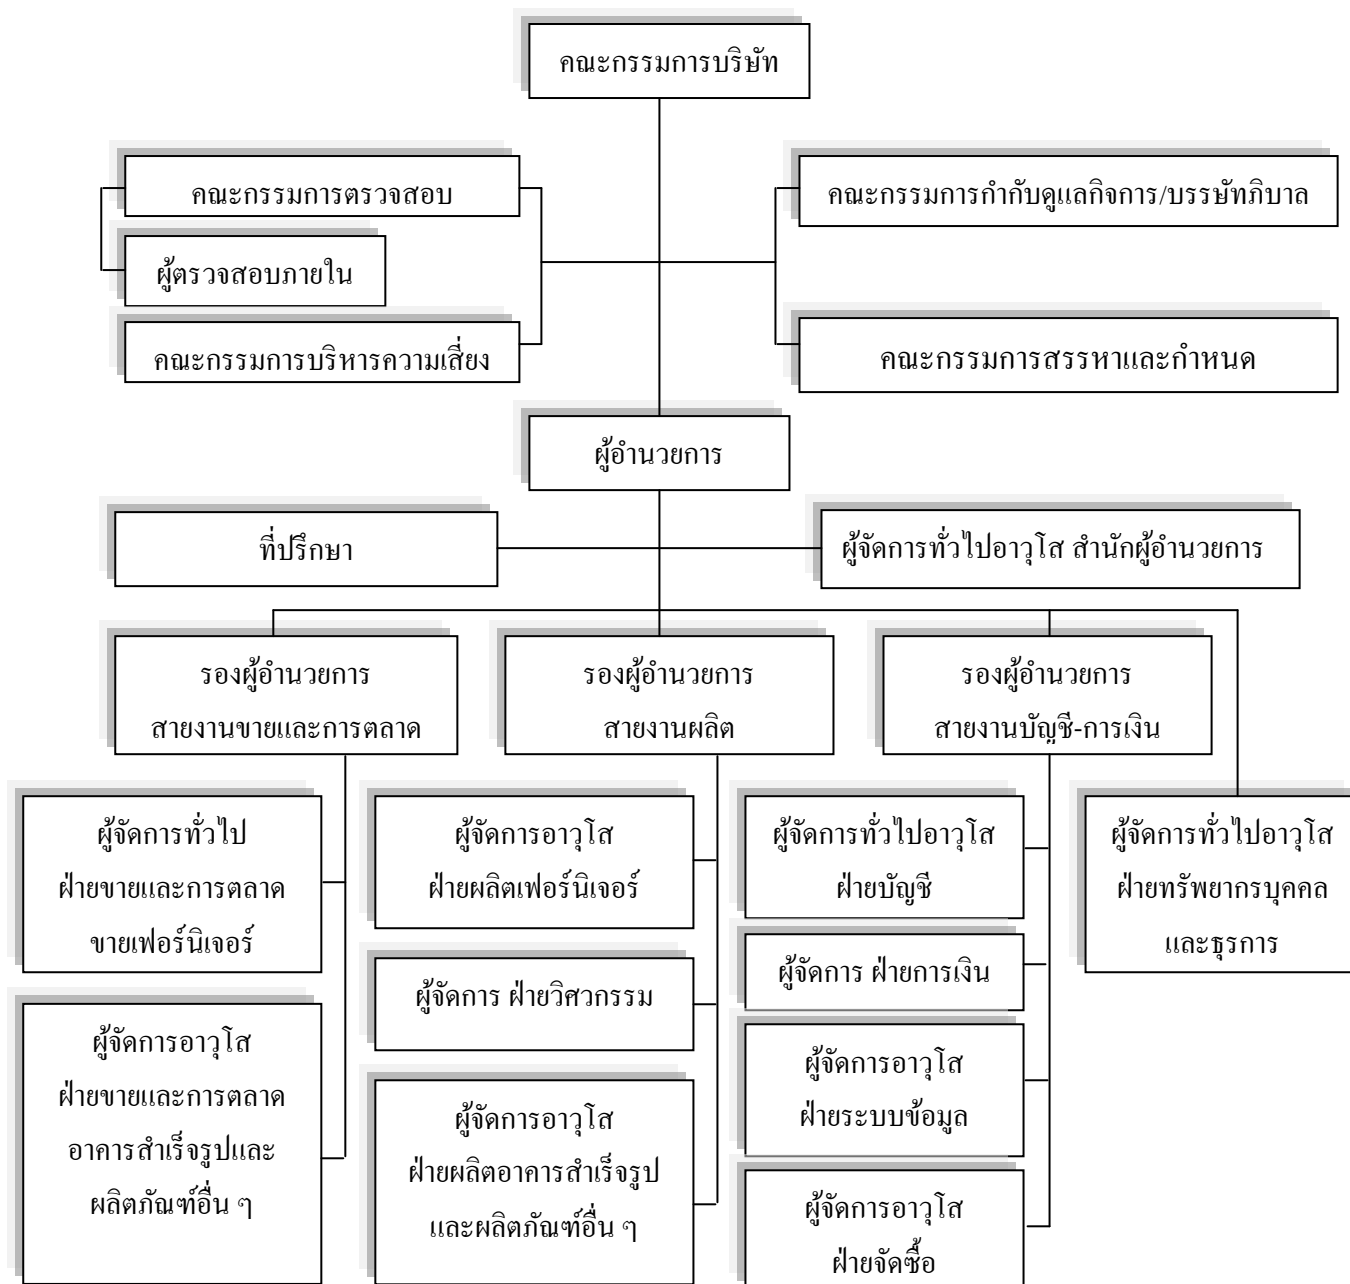 คณะกรรมการบริษัท
คณะกรรมการตรวจสอบ
คณะกรรมการกำกับดูแลกิจการ/บรรษัทภิบาล
ผู้ตรวจสอบภายใน
คณะกรรมการบริหารความเสี่ยง
คณะกรรมการสรรหาและกำหนด
ผู้อำนวยการ
ที่ปรึกษา
ผู้จัดการทั่วไปอาวุโส สำนักผู้อำนวยการ
รองผู้อำนวยการ
สายงานขายและการตลาด
รองผู้อำนวยการ
สายงานผลิต
รองผู้อำนวยการ
สายงานบัญชี-การเงิน
ผู้จัดการทั่วไป
ฝ่ายขายและการตลาด
ขายเฟอร์นิเจอร์
ผู้จัดการอาวุโส
ฝ่ายขายและการตลาด
อาคารสำเร็จรูปและ
ผลิตภัณฑ์อื่น ๆ
ผู้จัดการอาวุโส
ฝ่ายผลิตเฟอร์นิเจอร์
ผู้จัดการ ฝ่ายวิศวกรรม
ผู้จัดการอาวุโส
ฝ่ายผลิตอาคารสำเร็จรูป
และผลิตภัณฑ์อื่น ๆ
ผู้จัดการทั่วไปอาวุโส
ฝ่ายบัญชี
ผู้จัดการ ฝ่ายการเงิน
ผู้จัดการอาวุโส
ฝ่ายระบบข้อมูล
ผู้จัดการอาวุโส
ฝ่ายจัดซื้อ
ผู้จัดการทั่วไปอาวุโส
ฝ่ายทรัพยากรบุคคล
และธุรการ